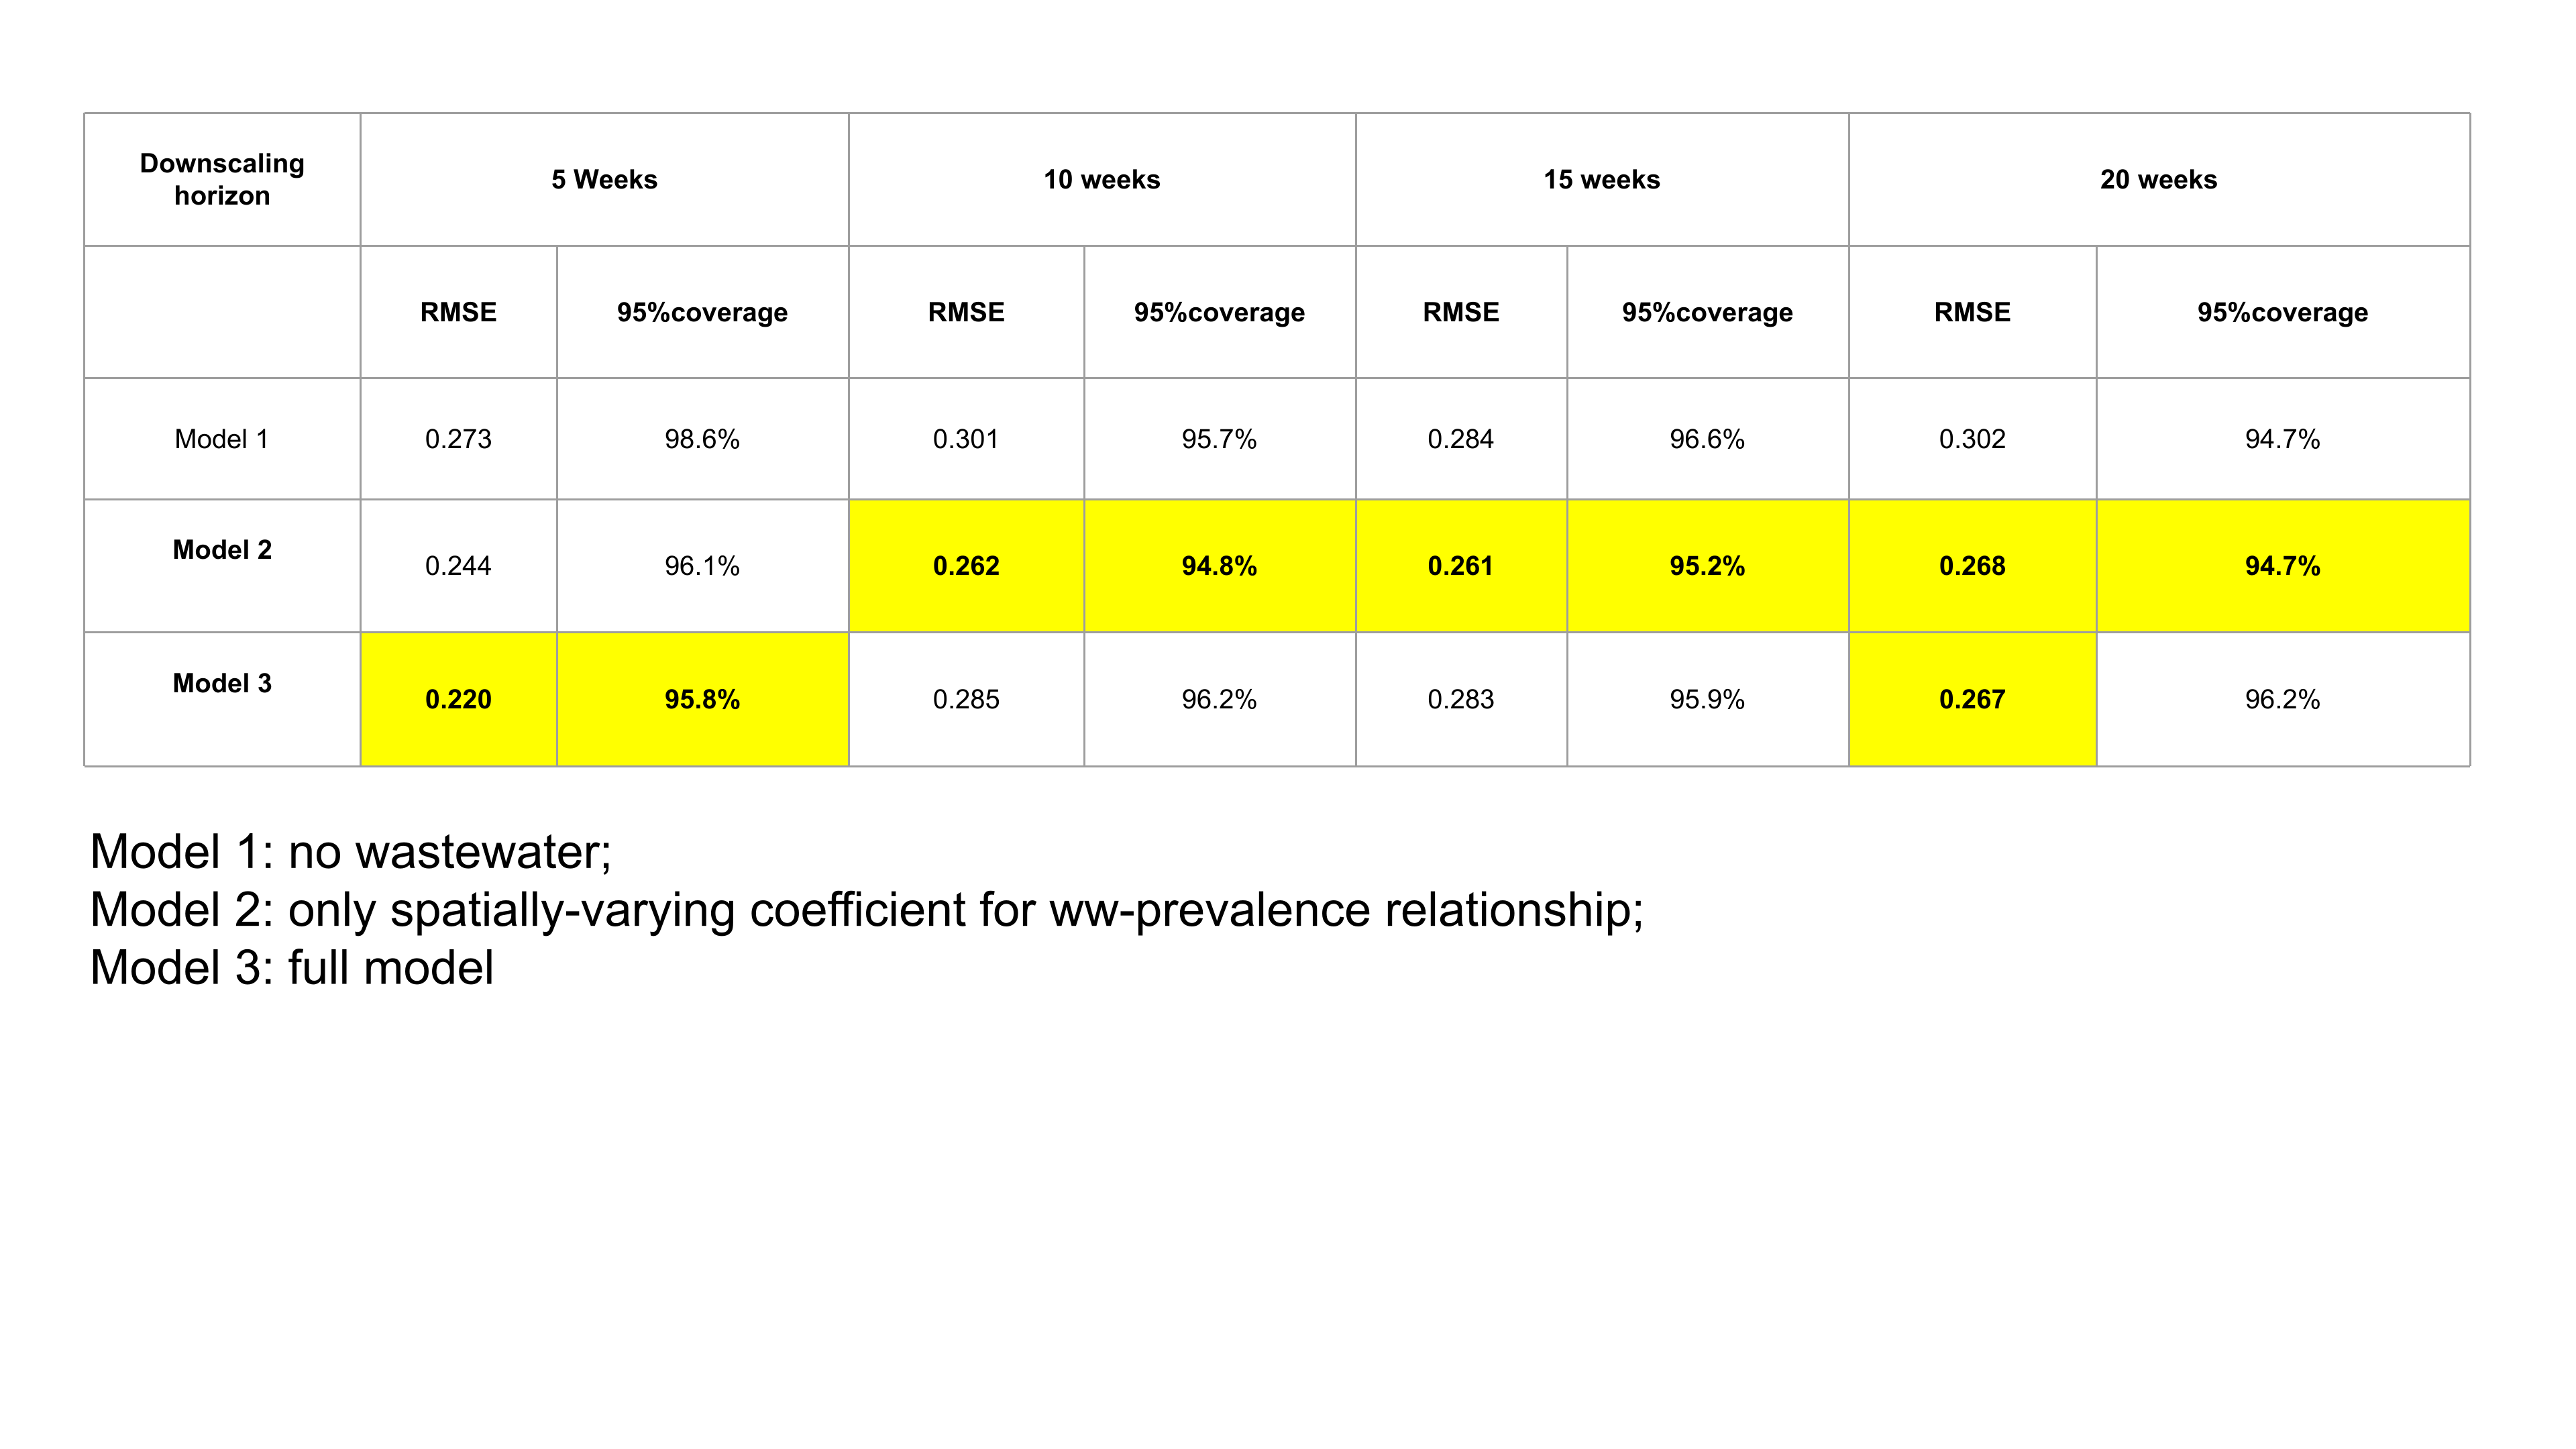 Downscaling
horizon
5 Weeks
10 weeks
15 weeks
20 weeks
RMSE
95%coverage
RMSE
95%coverage
RMSE
95%coverage
RMSE
95%coverage
Model 1
0.273
98.6%
0.301
95.7%
0.284
96.6%
0.302
94.7%
Model 2
0.244
96.1%
0.262
94.8%
0.261
95.2%
0.268
94.7%
Model 3
0.220
95.8%
0.285
96.2%
0.283
95.9%
0.267
96.2%
Model 1: no wastewater;
Model 2: only spatially-varying coefficient for ww-prevalence relationship;
Model 3: full model